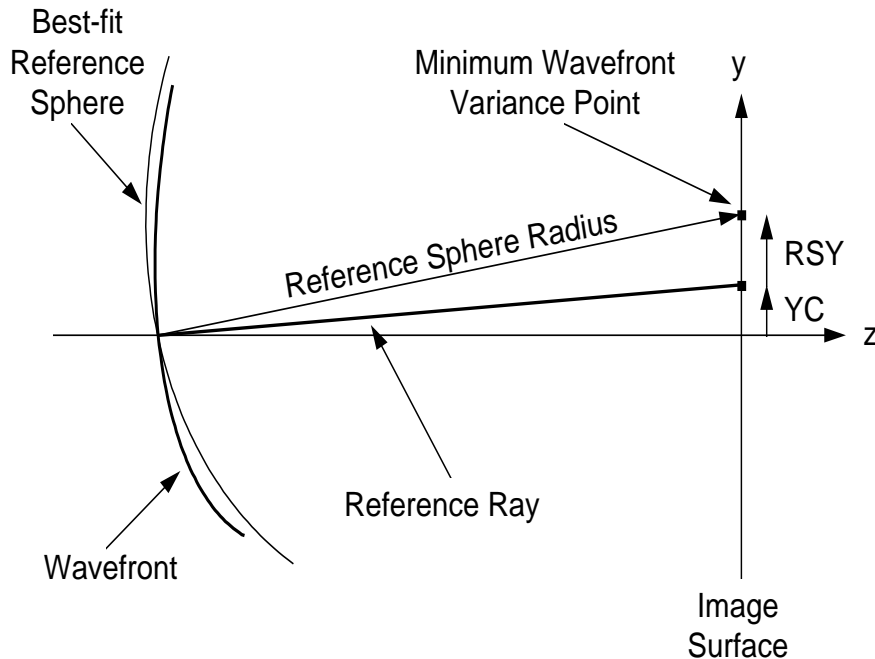 Best-fit
Reference
Sphere
Minimum Wavefront
Variance Point
y
Reference Sphere Radius
RSY
YC
z
Reference Ray
Wavefront
Image
Surface